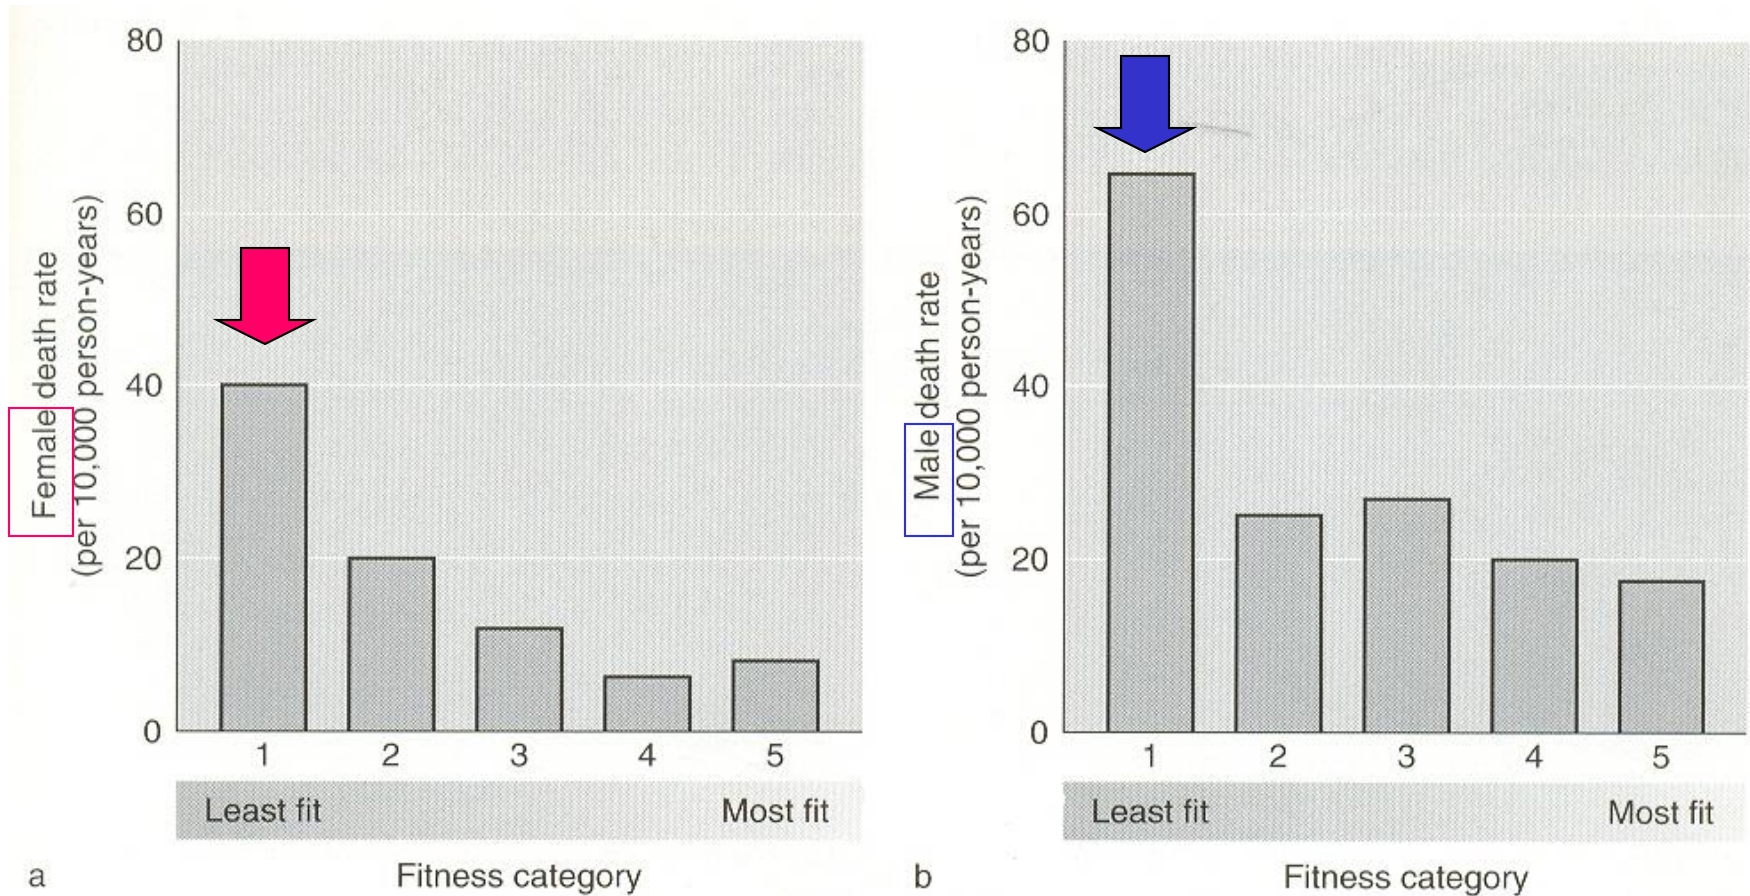 80
60
40
20
0
Female death rate
(per 10,000 person-years)
1 2 3 4 5
Least fit Most fit
a
Fitness category
80
60
40
20
0
Male death rate
(per 10,000 person-years)
1 2 3 4 5
Least fit Most fit
b
Fitness category